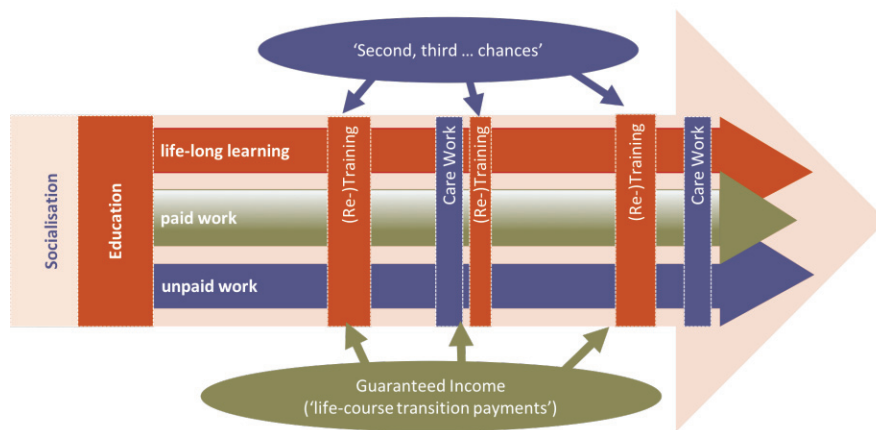 ‘Second, third ... chances’
Socialisation
Education
life-long learning
paid work
unpaid work
(Re-)Training
Care Work
(Re-)Training
(Re-)Training
Care Work
Guaranteed Income
(‘life-course transition payments’)